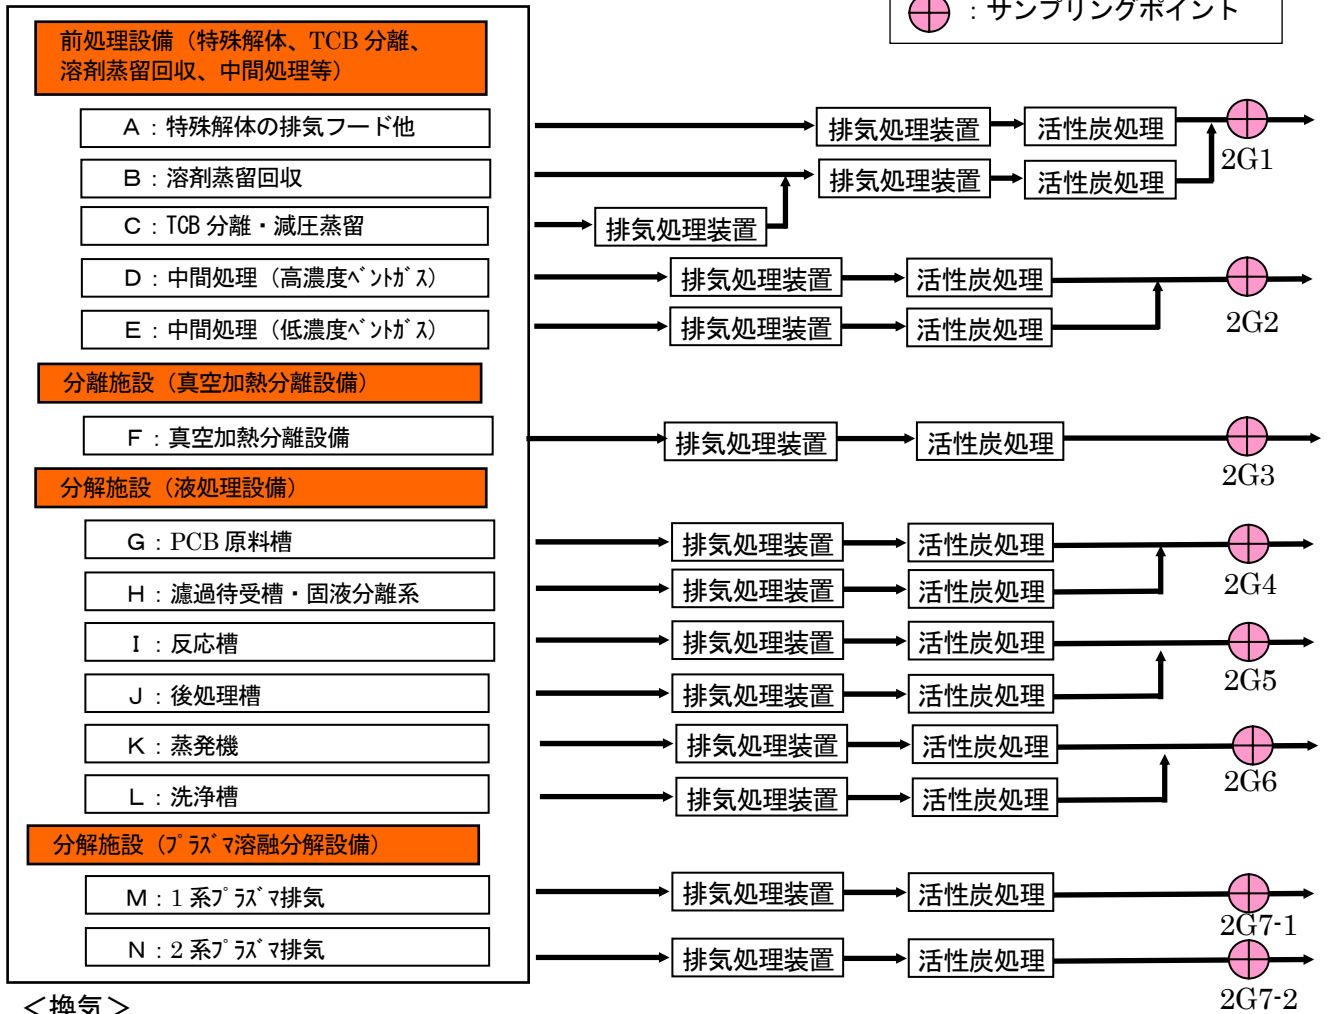 ：サンプリングポイント
前処理設備（特殊解体、TCB 分離、
溶剤蒸留回収、中間処理等）
A：特殊解体の排気フード他
排気処理装置
活性炭処理
2G1
B：溶剤蒸留回収
排気処理装置
活性炭処理
C：TCB 分離・減圧蒸留
排気処理装置
D：中間処理（高濃度ﾍﾞﾝﾄｶﾞｽ）
排気処理装置
活性炭処理
2G2
E：中間処理（低濃度ﾍﾞﾝﾄｶﾞｽ）
排気処理装置
活性炭処理
分離施設（真空加熱分離設備）
F：真空加熱分離設備
排気処理装置
活性炭処理
2G3
分解施設（液処理設備）
G：PCB 原料槽
排気処理装置
活性炭処理
2G4
H：濾過待受槽・固液分離系
排気処理装置
活性炭処理
I：反応槽
排気処理装置
活性炭処理
2G5
J：後処理槽
排気処理装置
活性炭処理
K：蒸発機
排気処理装置
活性炭処理
2G6
L：洗浄槽
排気処理装置
活性炭処理
分解施設（ﾌﾟﾗｽﾞﾏ溶融分解設備）
M：1 系ﾌﾟﾗｽﾞﾏ排気
排気処理装置
活性炭処理
2G7-1
N：2 系ﾌﾟﾗｽﾞﾏ排気
排気処理装置
活性炭処理
2G7-2
＜換気＞